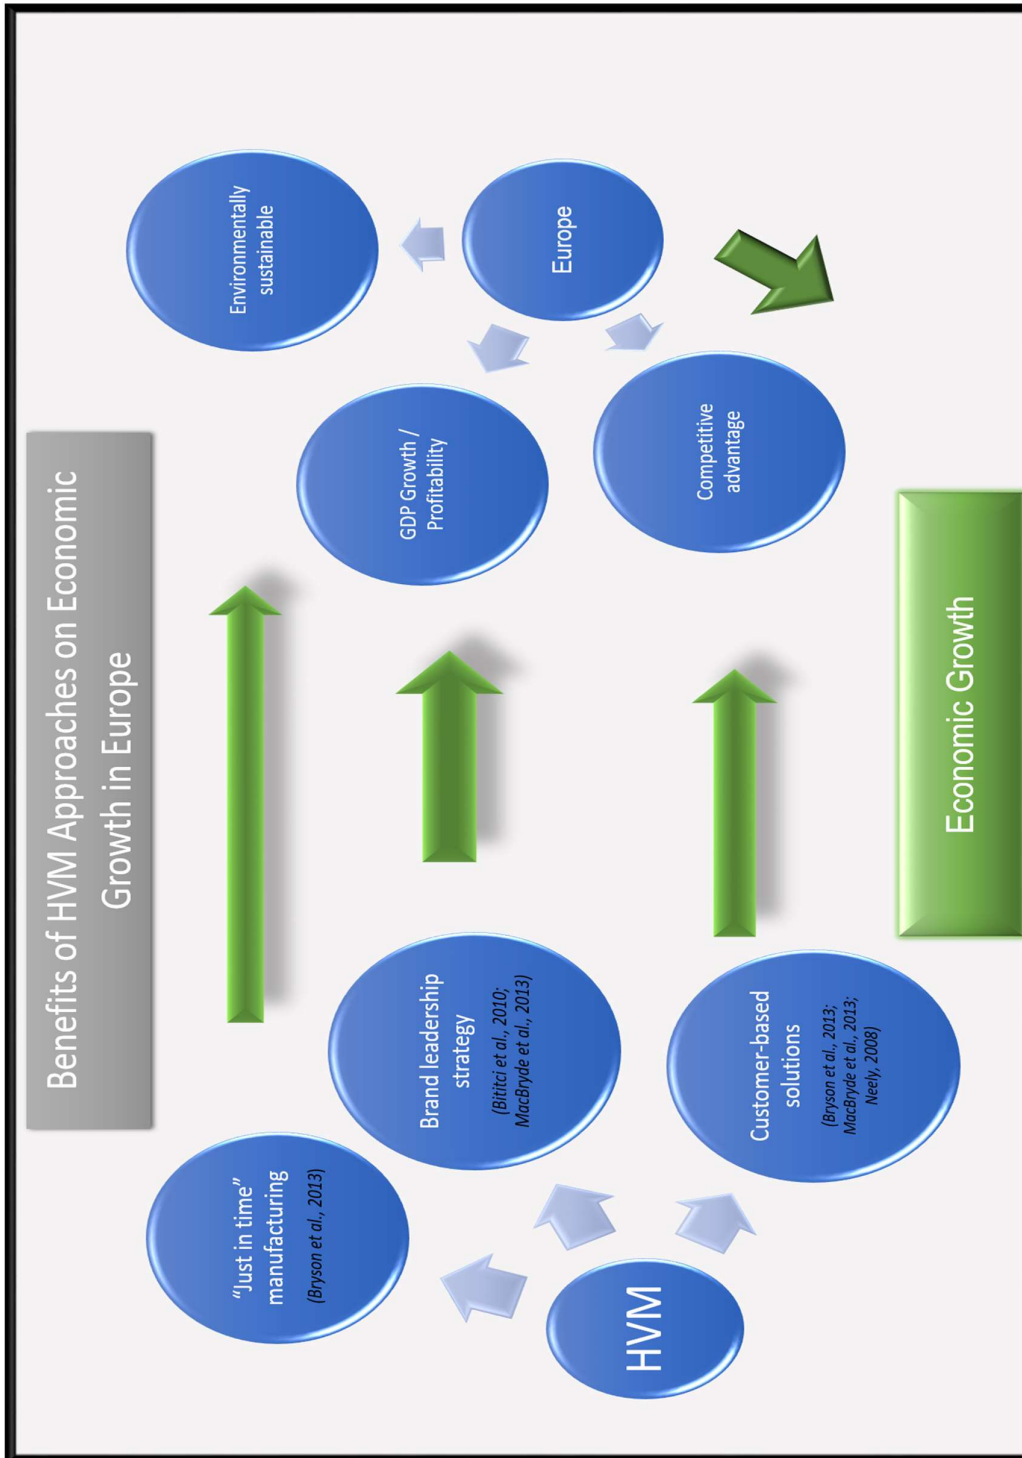 Benefits of HVM Approaches on Economic
Growth in Europe
"Just in time"
manufacturing
(Bryson et al., 2013)
Brand leadership
strategy
(Bititci et al., 2010;
MacBryde et al., 2013)
Customer-based
solutions
(Bryson et al., 2013;
MacBryde et al., 2013;
Neely, 2008)
HVM
Environmentally
sustainable
GDP Growth /
Profitability
Competitive
advantage
Europe
Economic Growth